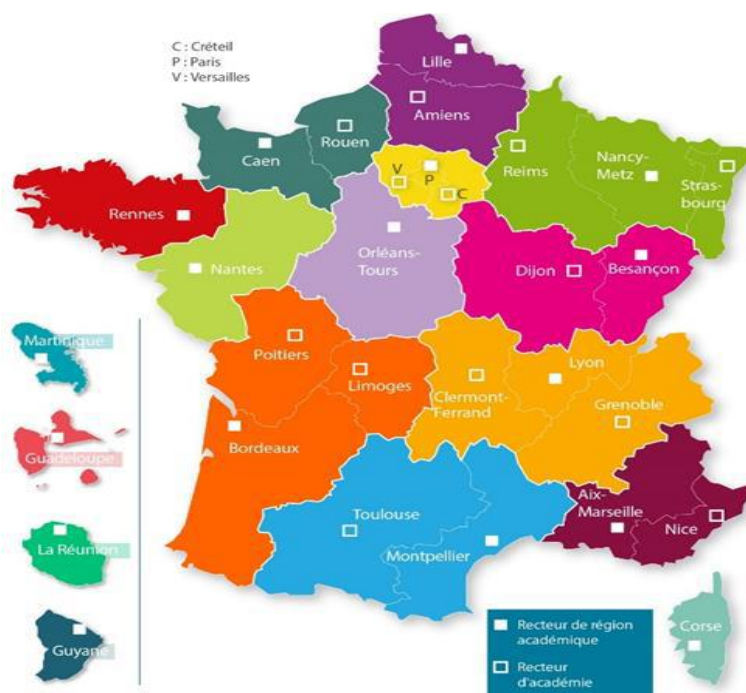 C : Créteil
P : Paris
V : Versailles
Lille
Amiens
Rouen
Caen
V
P
C
Reims
Nancy-
Metz
Stras-
bourg
Rennes
Nantes
Orléans-
Tours
Dijon
Besançon
Martinique
Poitiers
Limoges
Clermont-
Ferrand
Lyon
Grenoble
Guadeloupe
Bordeaux
Toulouse
Montpellier
Aix-
Marseille
Nice
La Réunion
Guyane
Recteur de région
académique
Recteur
d'académie
Corse